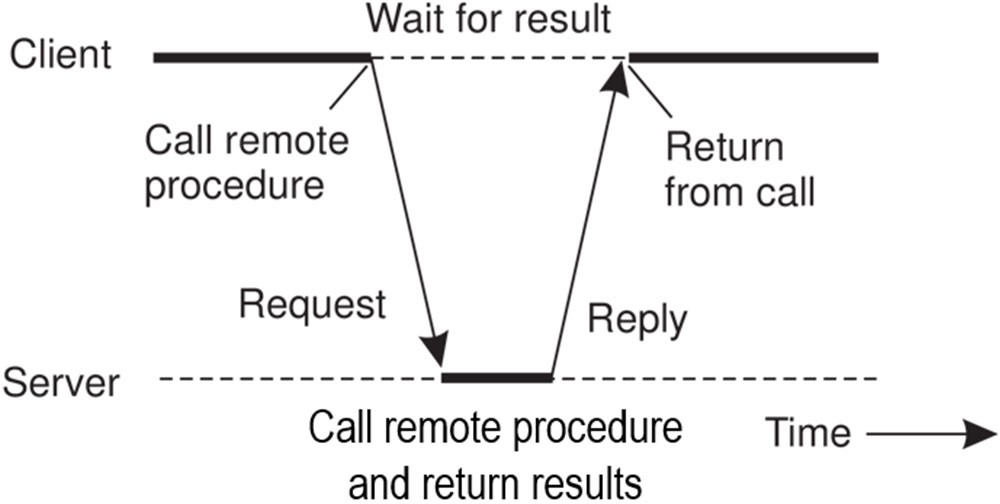 Wait for result
Client
Call remote
procedure
Return
from call
Request
Reply
Server
Call remote procedure
and return results
Time